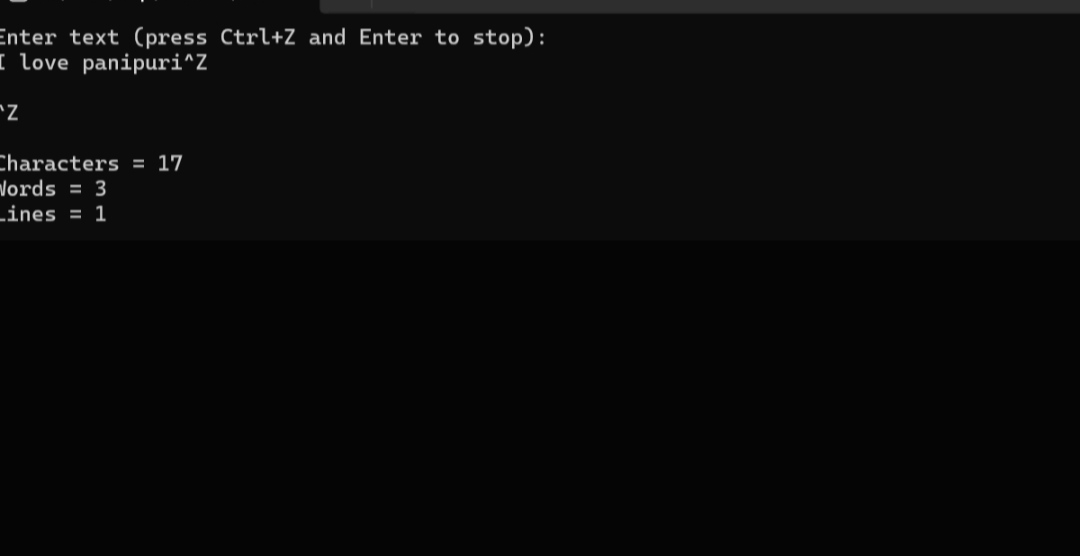 Enter text (press Ctrl+Z and Enter to stop):
I love panipuri^Z
^Z
Characters = 17
Words = 3
Lines = 1